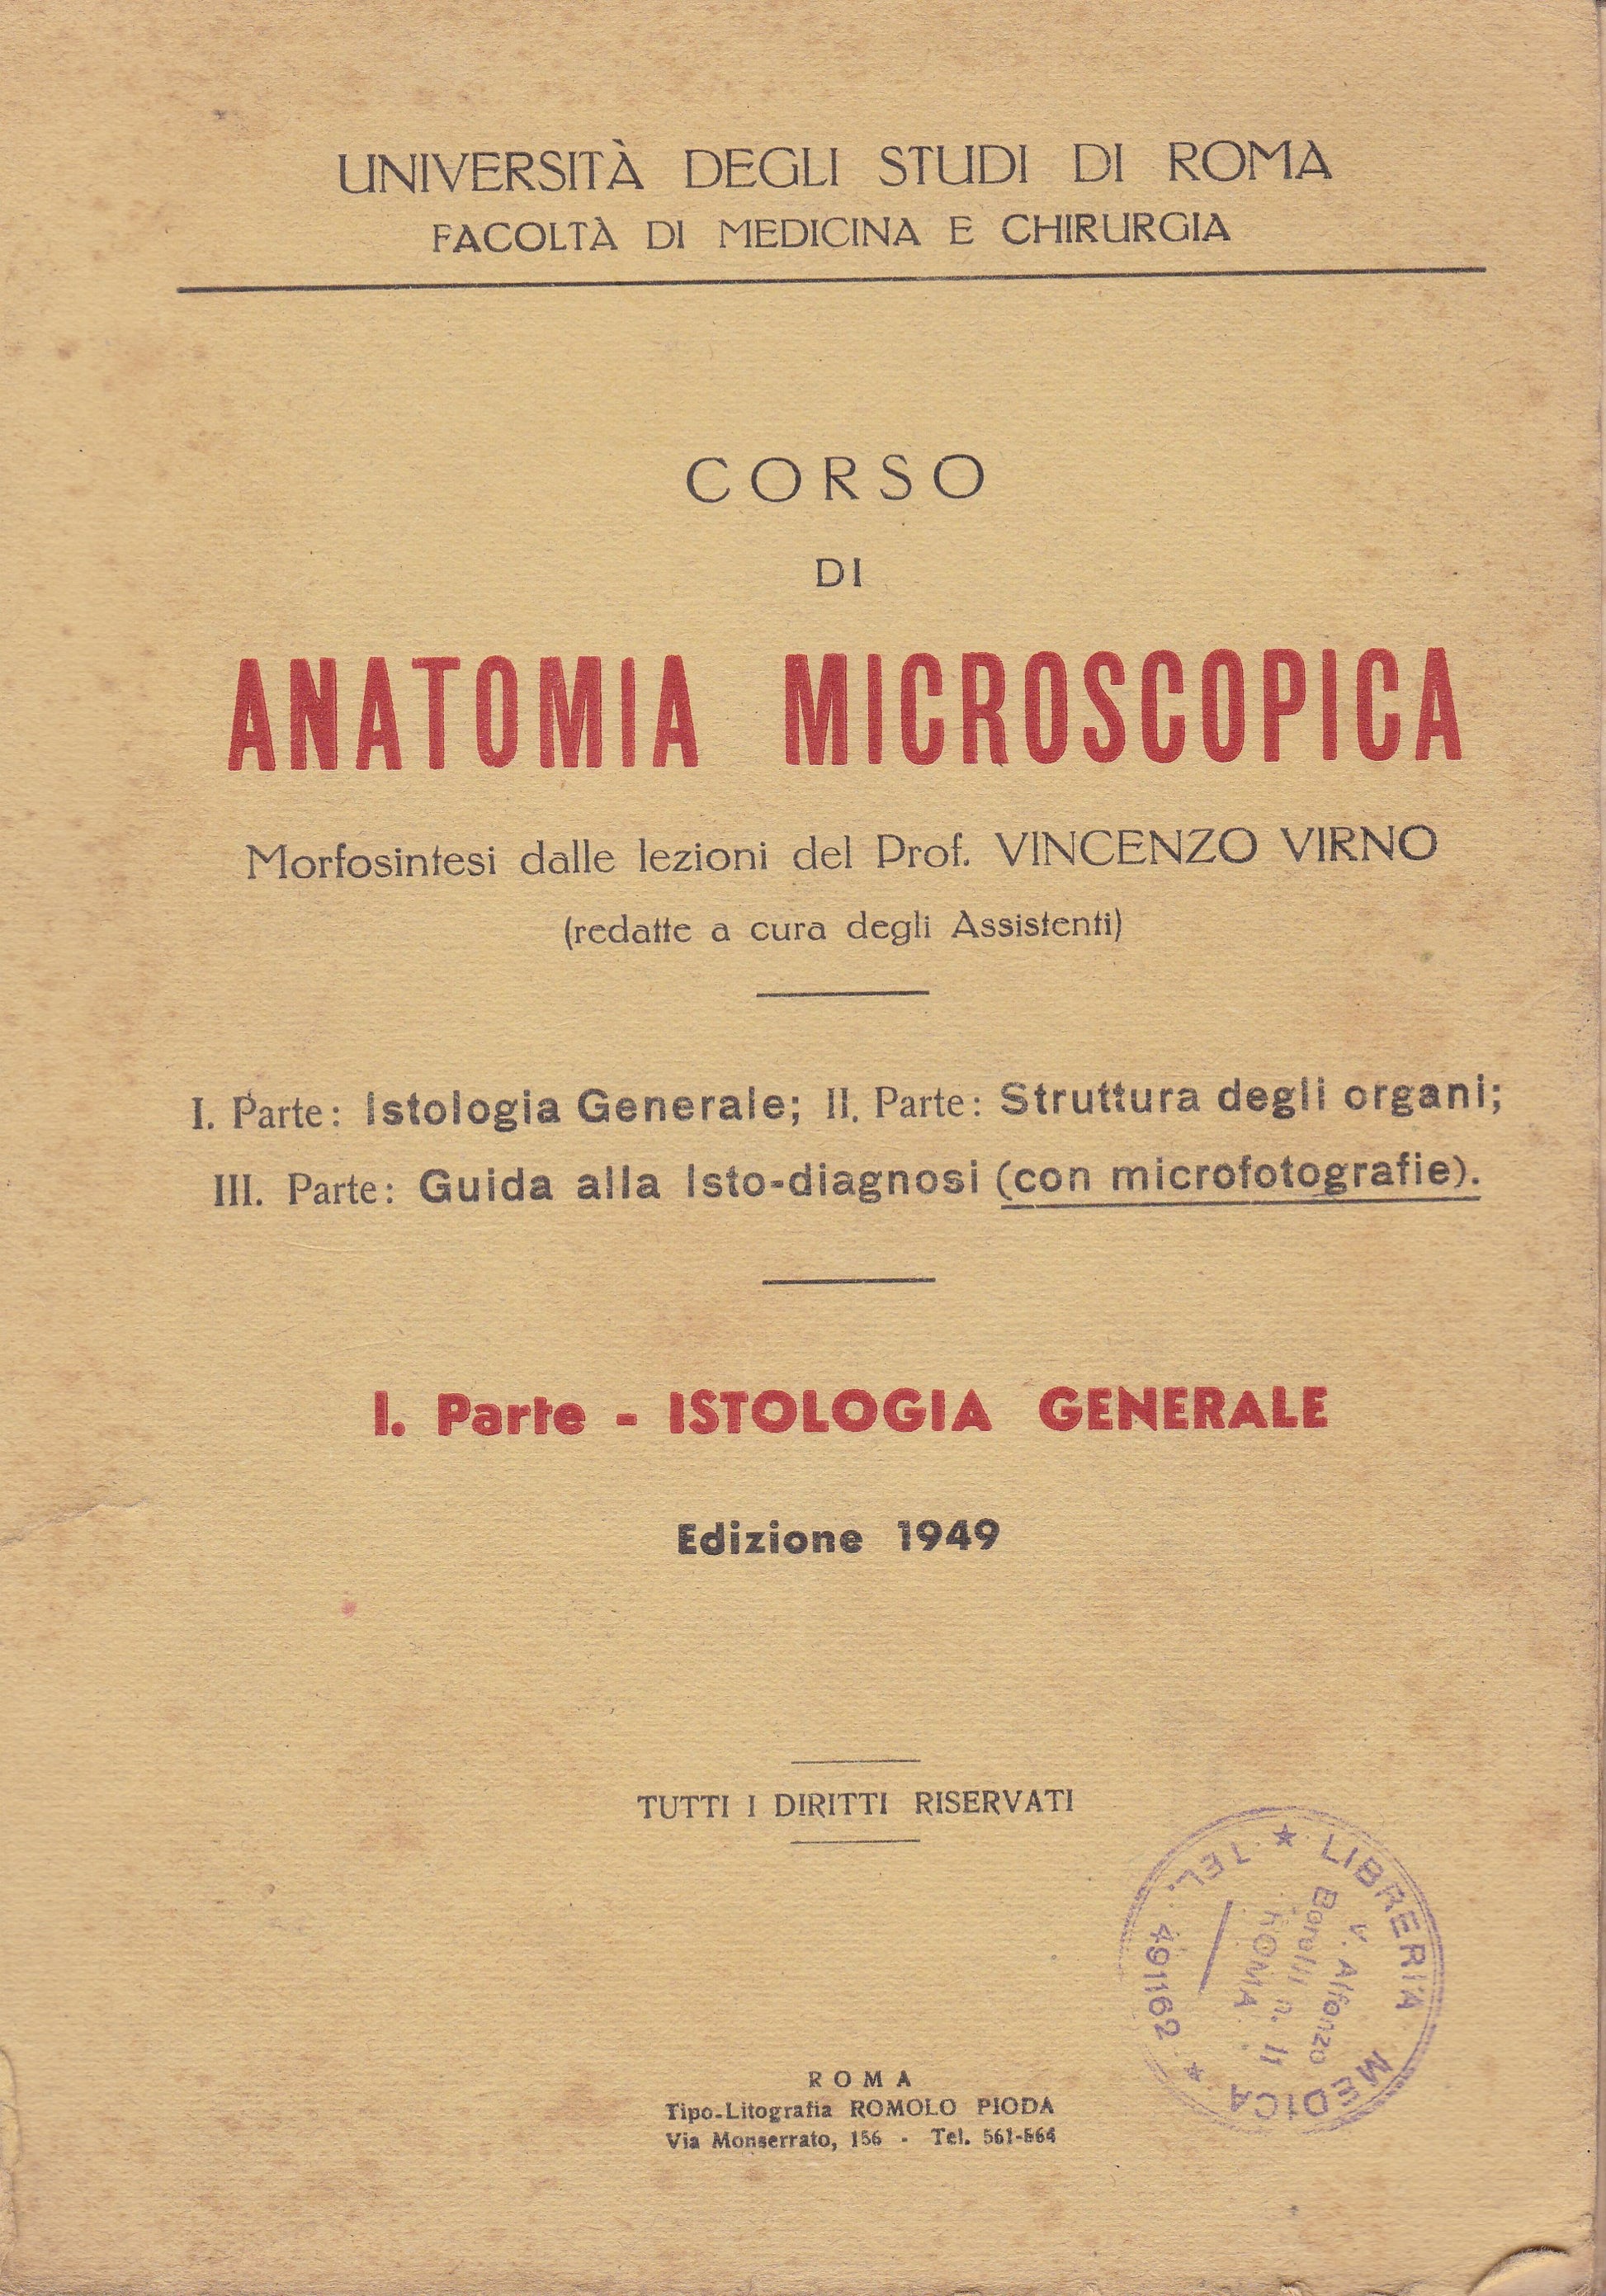 UNIVERSITÀ DEGLI STUDI DI ROMA
FACOLTÀ DI MEDICINA E CHIRURGIA
CORSO
DI
ANATOMIA MICROSCOPICA
Morfosintesi dalle lezioni del Prof. VINCENZO VIRNO
(redatte a cura degli Assistenti)
I. Parte: Istologia Generale; II. Parte: Struttura degli organi;
III. Parte: Guida alla Isto-diagnosi (con microfotografie).
I. Parte - ISTOLOGIA GENERALE
Edizione 1949
TUTTI I DIRITTI RISERVATI
★ LIBRERIA MEDICA ★
TEL. 491162
V. Alfonzo
Borelli n. 11
ROMA
ROMA
Tipo-Litografia ROMOLO PIODA
Via Monserrato, 156 - Tel. 561-564